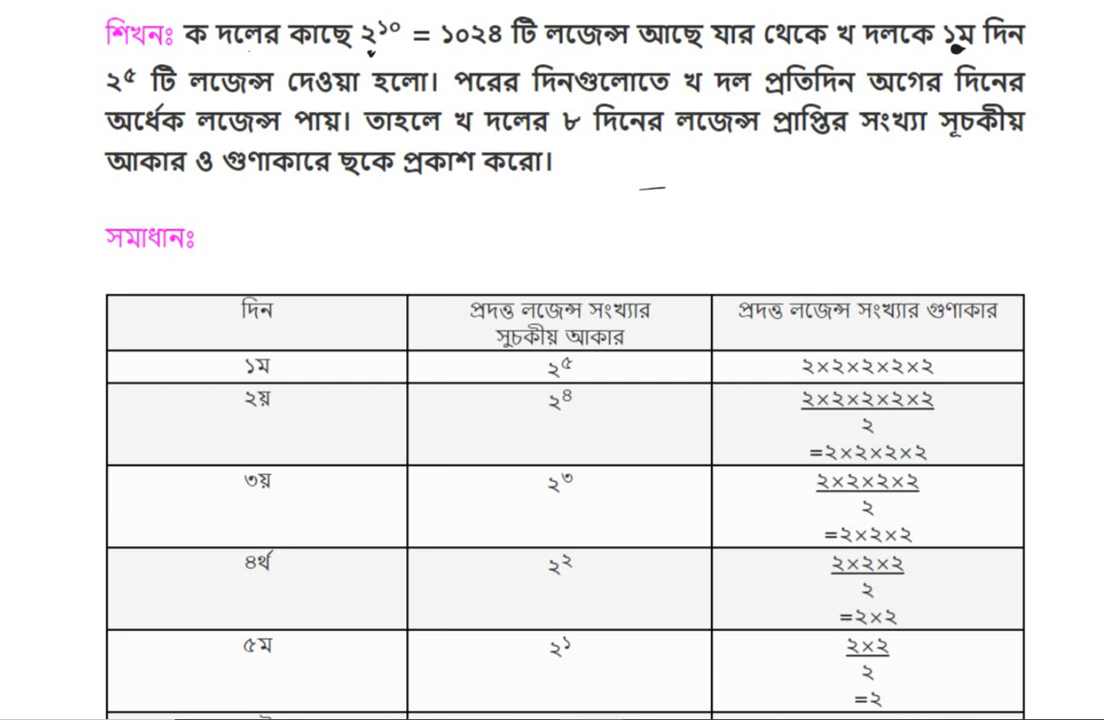 শিখনঃ ক দলের কাছে ২¹⁰ = ১০২৪ টি লজেন্স আছে যার থেকে খ দলকে ১ম দিন
২⁵ টি লজেন্স দেওয়া হলো। পরের দিনগুলোতে খ দল প্রতিদিন অগের দিনের
অর্ধেক লজেন্স পায়। তাহলে খ দলের ৮ দিনের লজেন্স প্রাপ্তির সংখ্যা সূচকীয়
আকার ও গুণাকারে ছকে প্রকাশ করো।
সমাধানঃ
দিন
প্রদত্ত লজেন্স সংখ্যার
সুচকীয় আকার
প্রদত্ত লজেন্স সংখ্যার গুণাকার
১ম
২⁵
২×২×২×২×২
২য়
২⁴
২×২×২×২×২
২
=২×২×২×২
৩য়
২³
২×২×২×২
২
=২×২×২
৪র্থ
২²
২×২×২
২
=২×২
৫ম
২¹
২×২
২
=২